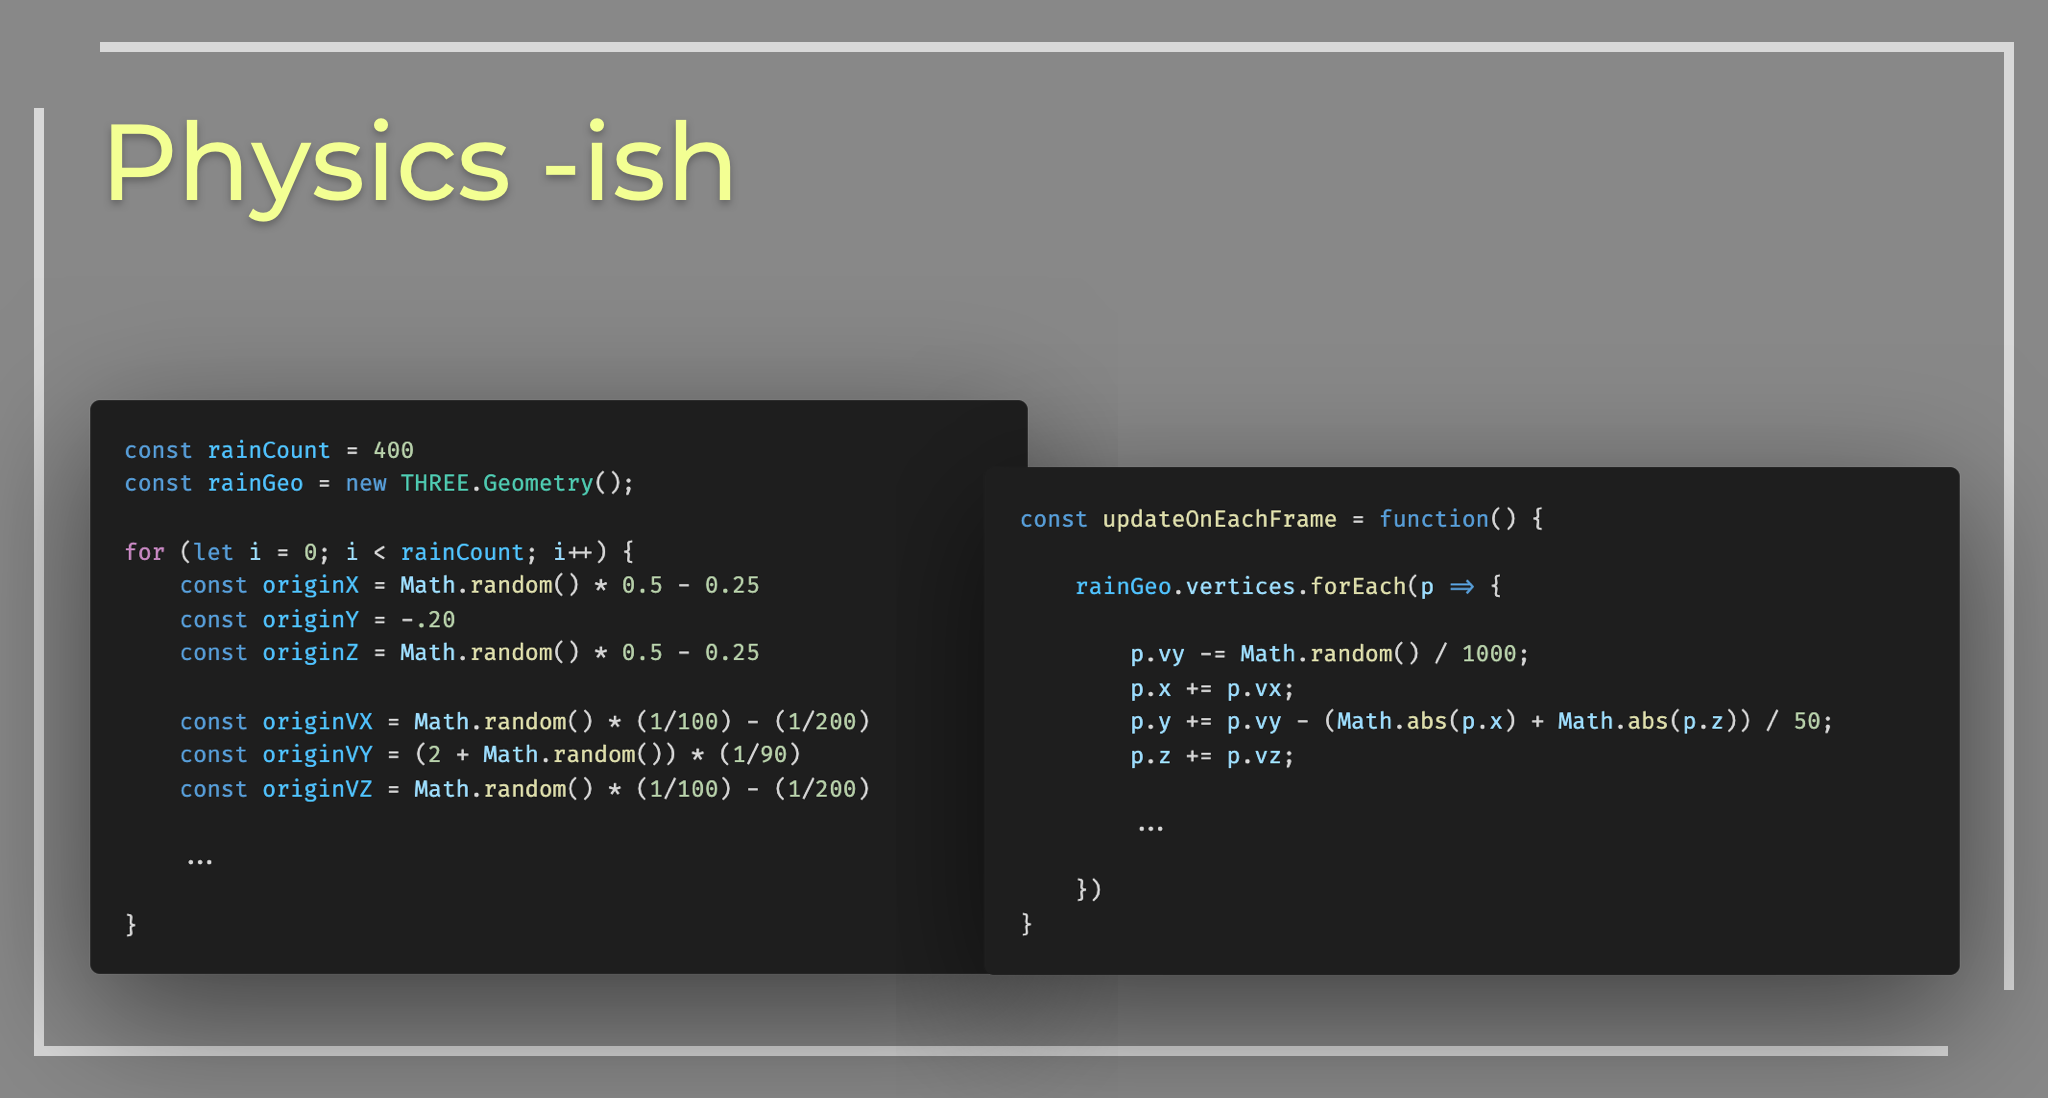 Physics -ish
const rainCount = 400
const rainGeo = new THREE.Geometry();
for (let i = 0; i < rainCount; i++) {
const originX = Math.random() * 0.5 - 0.25
const originY = -.20
const originZ = Math.random() * 0.5 - 0.25
const originVX = Math.random() * (1/100) - (1/200)
const originVY = (2 + Math.random()) * (1/90)
const originVZ = Math.random() * (1/100) - (1/200)
...
}
const updateOnEachFrame = function() {
rainGeo.vertices.forEach(p => {
p.vy -= Math.random() / 1000;
p.x += p.vx;
p.y += p.vy - (Math.abs(p.x) + Math.abs(p.z)) / 50;
p.z += p.vz;
...
})
}